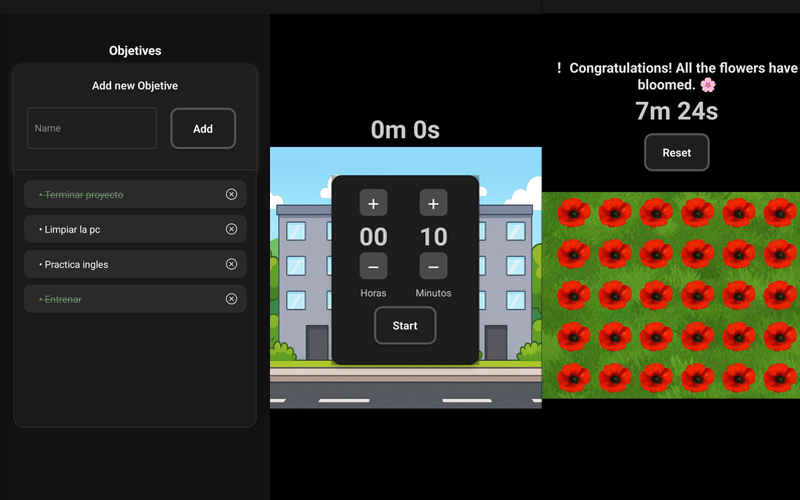 Objetives
Add new Objetive
Name
Add
• Terminar proyecto
• Limpiar la pc
• Practica ingles
• Entrenar
0m 0s
+ +
00 10
− −
Horas Minutos
Start
! Congratulations! All the flowers have
bloomed. 🌸
7m 24s
Reset